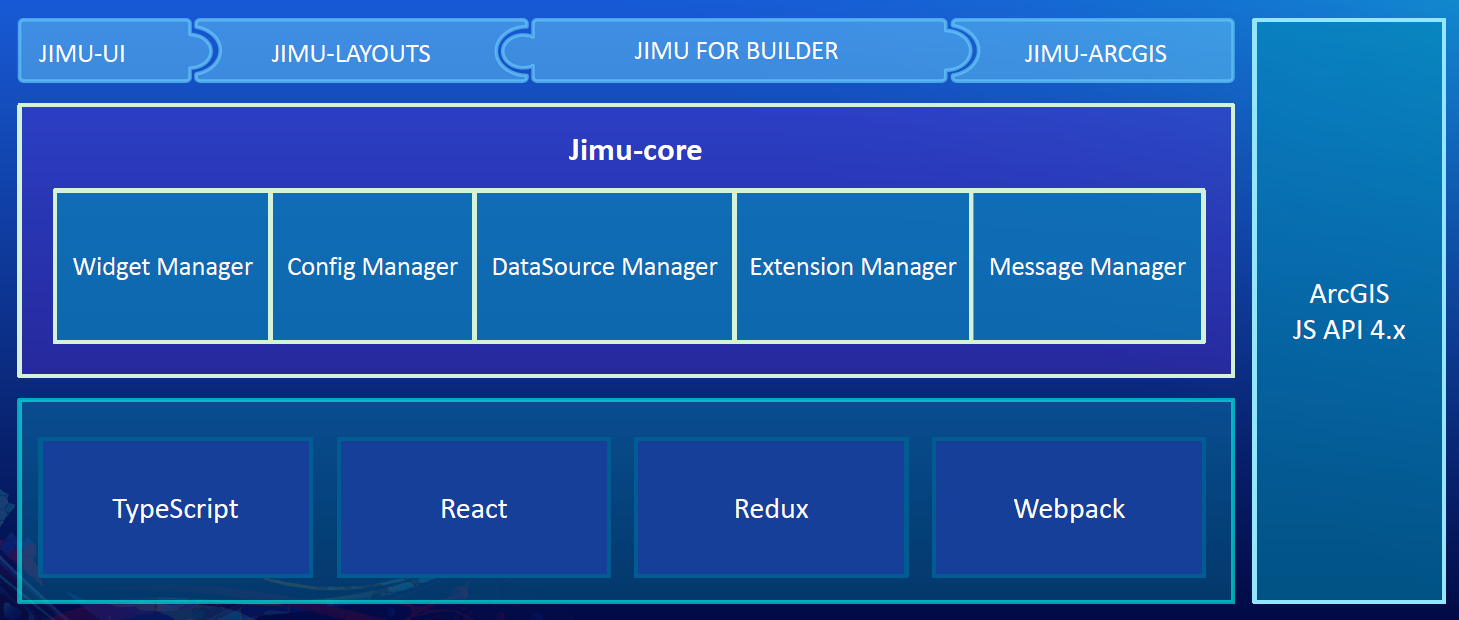 JIMU-UI
JIMU-LAYOUTS
JIMU FOR BUILDER
JIMU-ARCGIS
Jimu-core
Widget Manager
Config Manager
DataSource Manager
Extension Manager
Message Manager
TypeScript
React
Redux
Webpack
ArcGIS
JS API 4.x